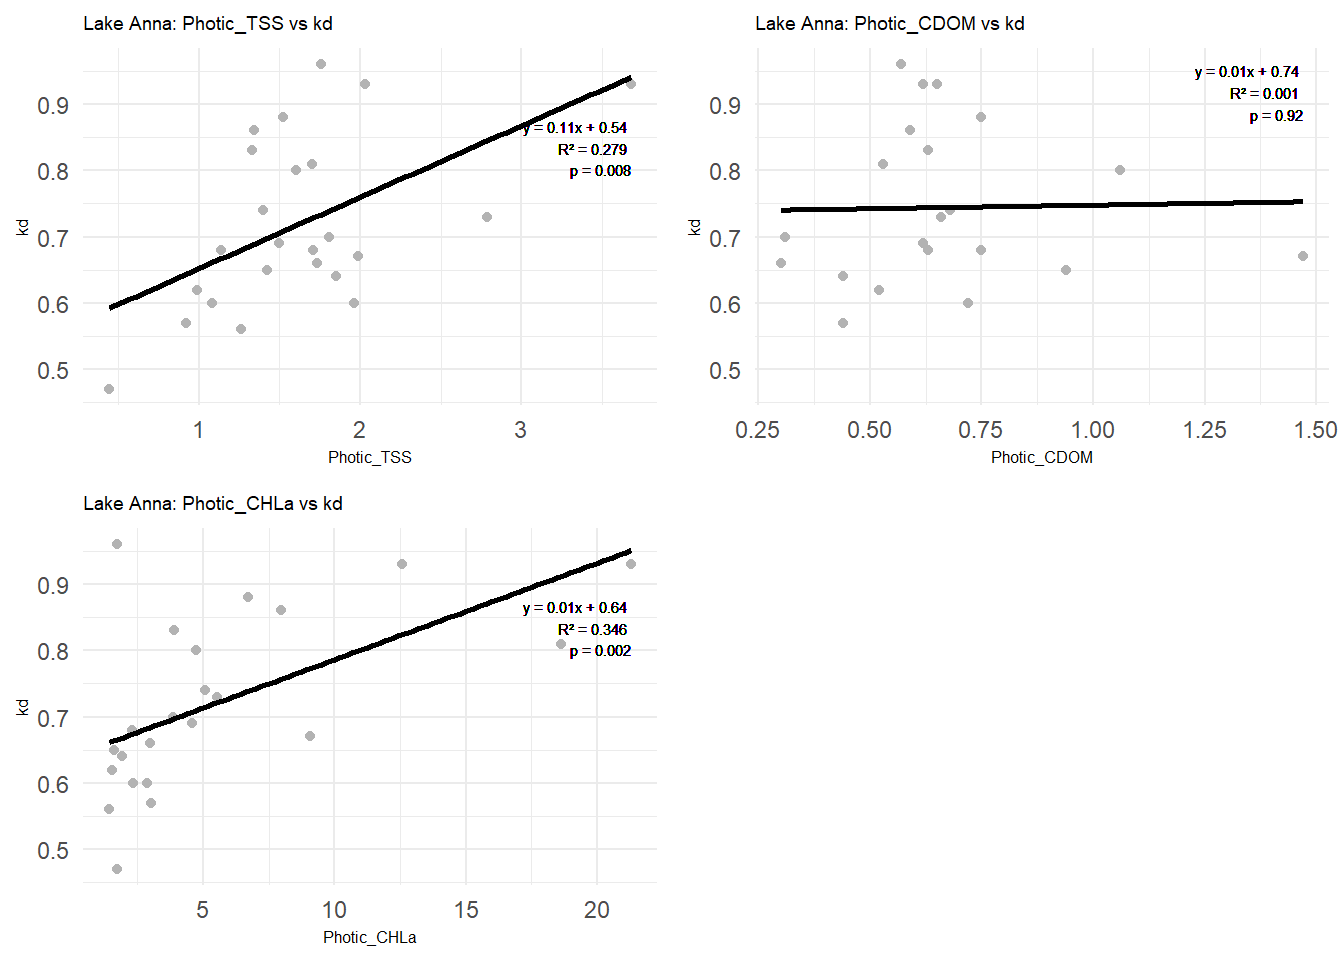 Lake Anna: Photic_TSS vs kd
y = 0.11x + 0.54
R² = 0.279
p = 0.008
0.9
0.8
0.7
0.6
0.5
kd
1 2 3
Photic_TSS
Lake Anna: Photic_CDOM vs kd
y = 0.01x + 0.74
R² = 0.001
p = 0.92
0.9
0.8
0.7
0.6
0.5
kd
0.25 0.50 0.75 1.00 1.25 1.50
Photic_CDOM
Lake Anna: Photic_CHLa vs kd
y = 0.01x + 0.64
R² = 0.346
p = 0.002
0.9
0.8
0.7
0.6
0.5
kd
5 10 15 20
Photic_CHLa